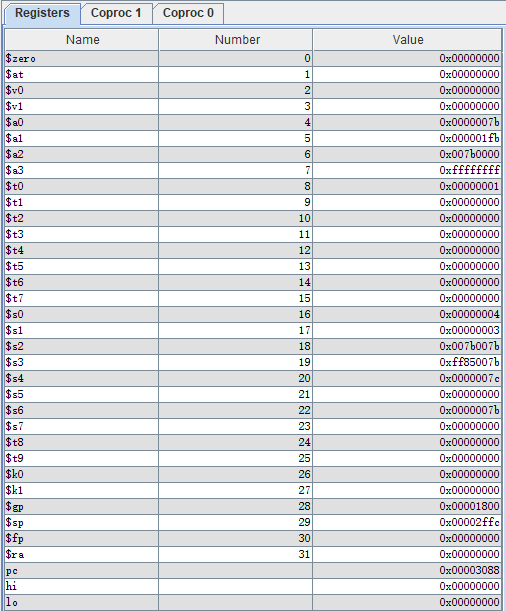 Registers Coproc 1 Coproc 0
Name Number Value
$zero 0 0x00000000
$at 1 0x00000000
$v0 2 0x00000000
$v1 3 0x00000000
$a0 4 0x0000007b
$a1 5 0x000001fb
$a2 6 0x007b0000
$a3 7 0xffffffff
$t0 8 0x00000001
$t1 9 0x00000000
$t2 10 0x00000000
$t3 11 0x00000000
$t4 12 0x00000000
$t5 13 0x00000000
$t6 14 0x00000000
$t7 15 0x00000000
$s0 16 0x00000004
$s1 17 0x00000003
$s2 18 0x007b007b
$s3 19 0xff85007b
$s4 20 0x0000007c
$s5 21 0x00000000
$s6 22 0x0000007b
$s7 23 0x00000000
$t8 24 0x00000000
$t9 25 0x00000000
$k0 26 0x00000000
$k1 27 0x00000000
$gp 28 0x00001800
$sp 29 0x00002ffc
$fp 30 0x00000000
$ra 31 0x00000000
pc 0x00003088
hi 0x00000000
lo 0x00000000